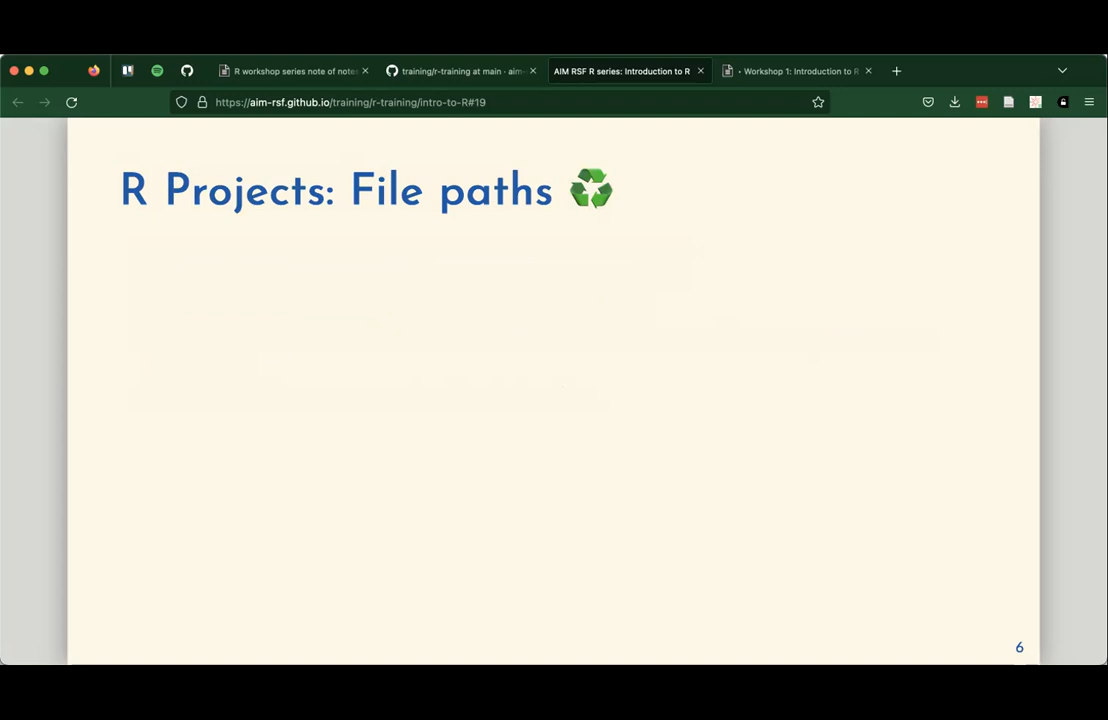 R workshop series note of note
training/r-training at main · aim-
AIM RSF R series: Introduction to R
Workshop 1: Introduction to R
https://aim-rsf.github.io/training/r-training/intro-to-R#19
R Projects: File paths
6